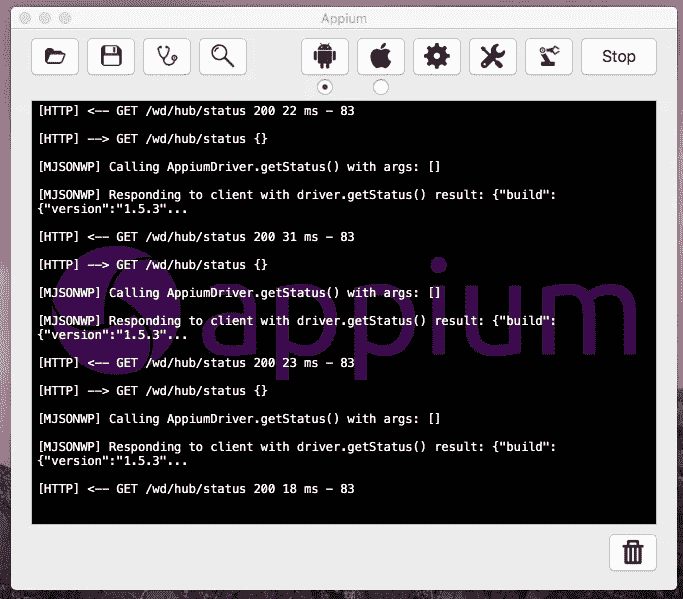 Appium
Stop
[HTTP] <-- GET /wd/hub/status 200 22 ms - 83
[HTTP] --> GET /wd/hub/status {}
[MJSONWP] Calling AppiumDriver.getStatus() with args: []
[MJSONWP] Responding to client with driver.getStatus() result: {"build":
{"version":"1.5.3"...
[HTTP] <-- GET /wd/hub/status 200 31 ms - 83
[HTTP] --> GET /wd/hub/status {}
[MJSONWP] Calling AppiumDriver.getStatus() with args: []
[MJSONWP] Responding to client with driver.getStatus() result: {"build":
{"version":"1.5.3"...
appium
[HTTP] <-- GET /wd/hub/status 200 23 ms - 83
[HTTP] --> GET /wd/hub/status {}
[MJSONWP] Calling AppiumDriver.getStatus() with args: []
[MJSONWP] Responding to client with driver.getStatus() result: {"build":
{"version":"1.5.3"...
[HTTP] <-- GET /wd/hub/status 200 18 ms - 83